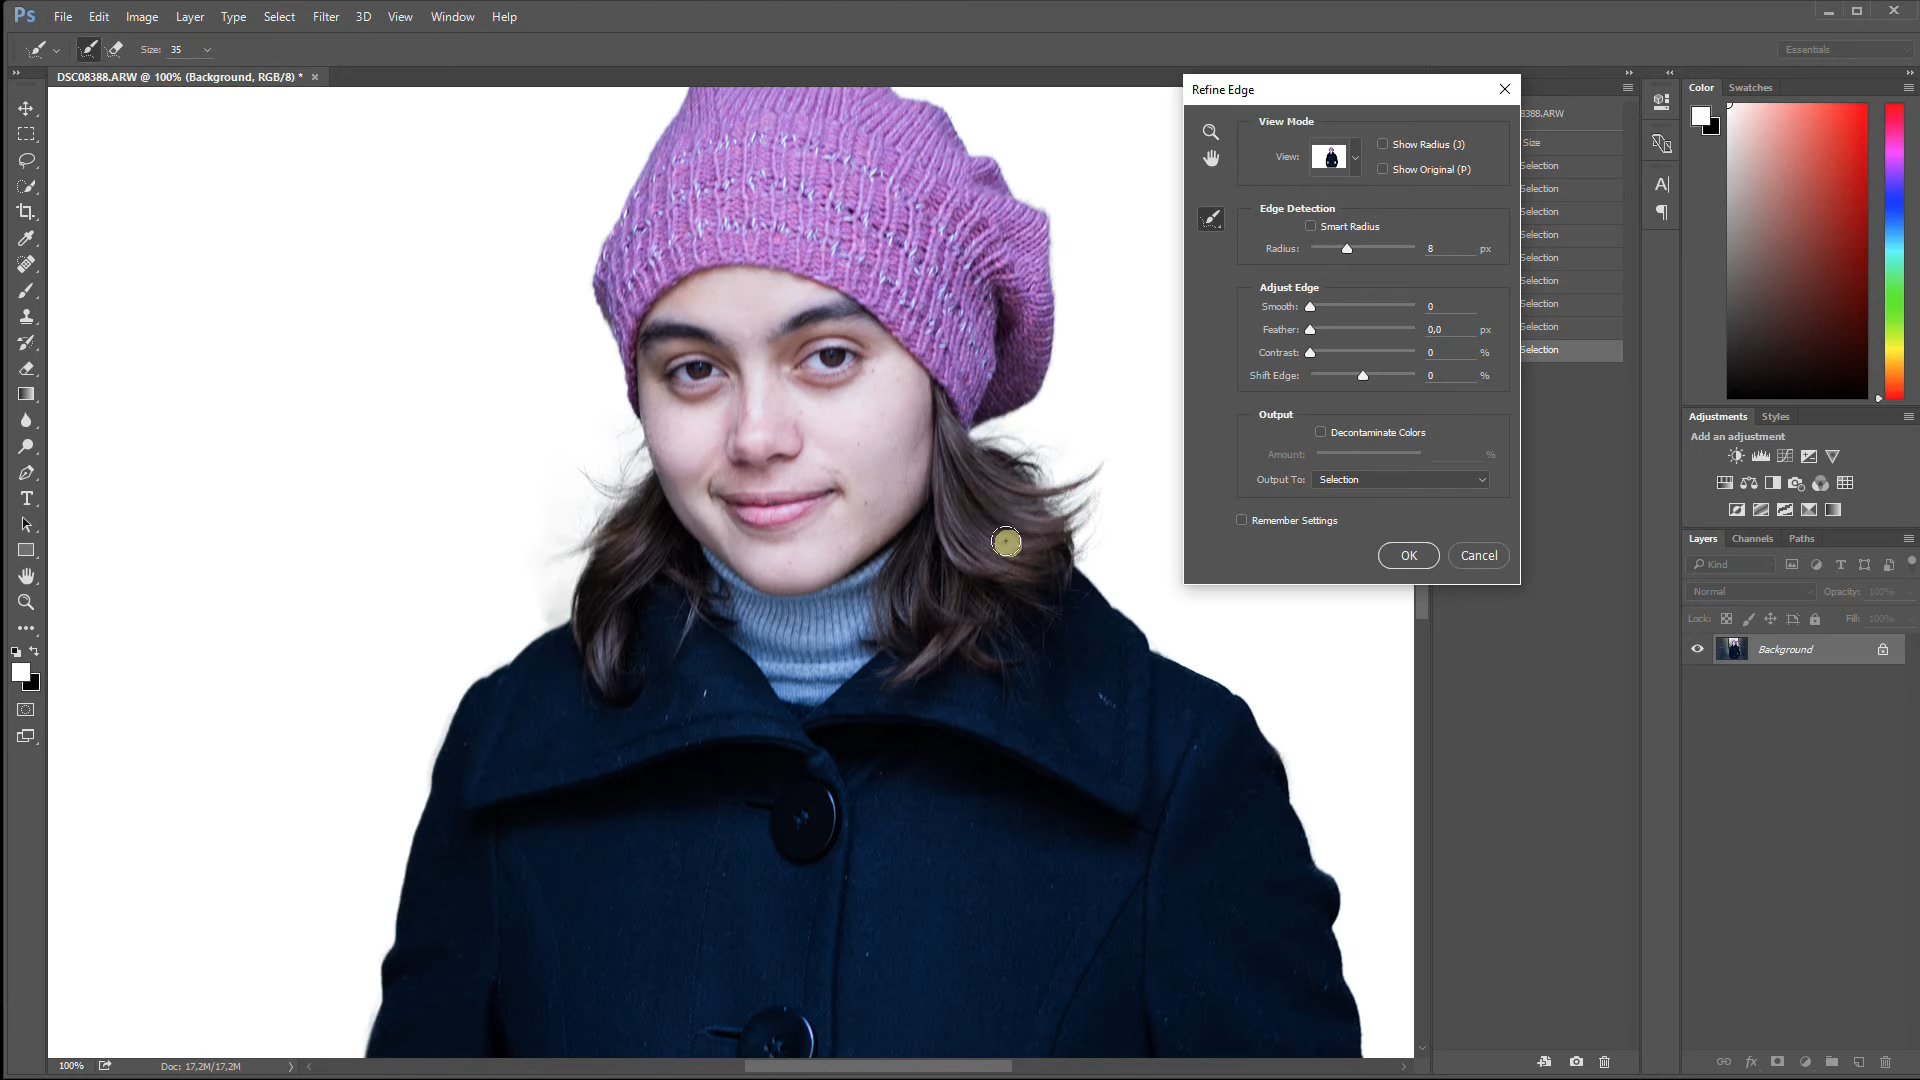 Ps File Edit Image Layer Type Select Filter 3D View Window Help
Size: 35
Essentials
DSC08388.ARW @ 100% (Background, RGB/8) *
Refine Edge
View Mode
View:
Show Radius (J)
Show Original (P)
Edge Detection
Smart Radius
Radius: 8 px
Adjust Edge
Smooth: 0
Feather: 0,0 px
Contrast: 0 %
Shift Edge: 0 %
Output
Decontaminate Colors
Amount: %
Output To: Selection
Remember Settings
OK Cancel
8388.ARW
Size
Selection
Selection
Selection
Selection
Selection
Selection
Selection
Selection
Selection
Color Swatches
Adjustments Styles
Add an adjustment
Layers Channels Paths
Kind
Normal Opacity: 100%
Lock: Fill: 100%
Background
100% Doc: 17,2M/17,2M